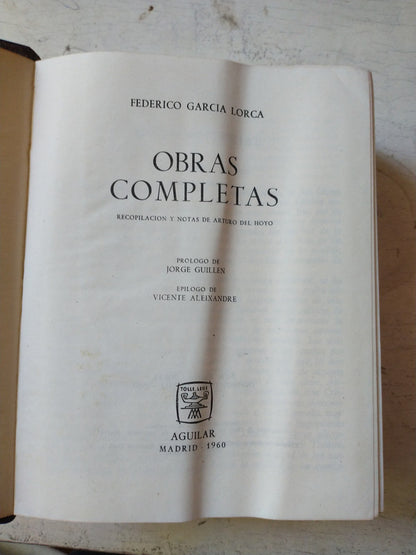 FEDERICO GARCIA LORCA
OBRAS
COMPLETAS
RECOPILACION Y NOTAS DE ARTURO DEL HOYO
PROLOGO DE
JORGE GUILLEN
EPILOGO DE
VICENTE ALEIXANDRE
TOLLE, LEGE
AGUILAR
MADRID - 1960